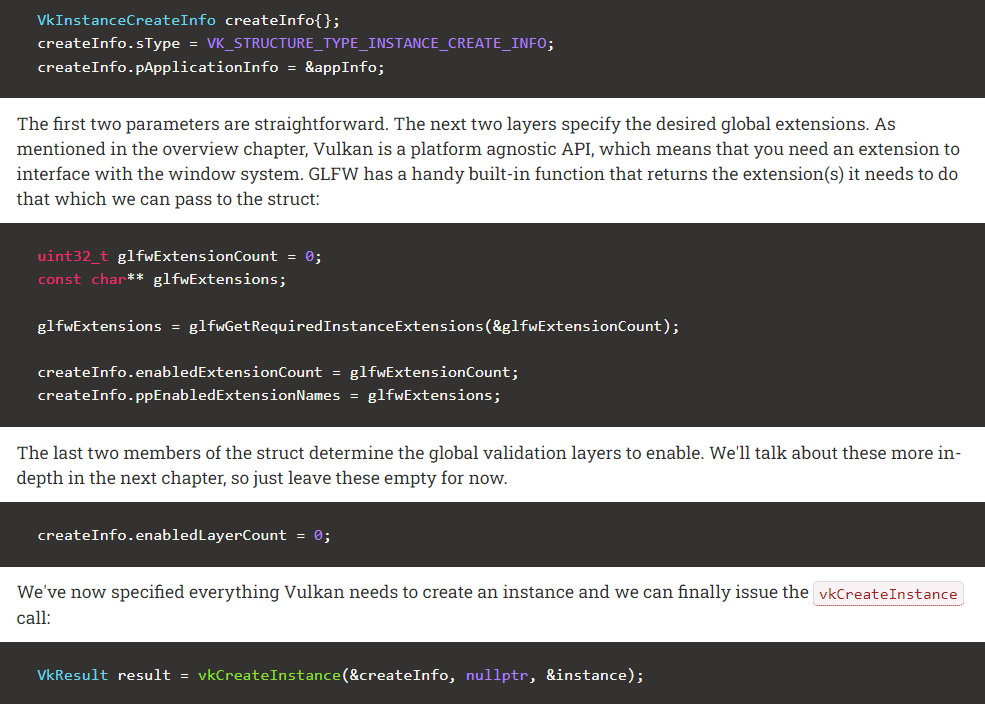 VkInstanceCreateInfo createInfo{};
createInfo.sType = VK_STRUCTURE_TYPE_INSTANCE_CREATE_INFO;
createInfo.pApplicationInfo = &appInfo;
The first two parameters are straightforward. The next two layers specify the desired global extensions. As
mentioned in the overview chapter, Vulkan is a platform agnostic API, which means that you need an extension to
interface with the window system. GLFW has a handy built-in function that returns the extension(s) it needs to do
that which we can pass to the struct:
uint32_t glfwExtensionCount = 0;
const char** glfwExtensions;
glfwExtensions = glfwGetRequiredInstanceExtensions(&glfwExtensionCount);
createInfo.enabledExtensionCount = glfwExtensionCount;
createInfo.ppEnabledExtensionNames = glfwExtensions;
The last two members of the struct determine the global validation layers to enable. We'll talk about these more in-
depth in the next chapter, so just leave these empty for now.
createInfo.enabledLayerCount = 0;
We've now specified everything Vulkan needs to create an instance and we can finally issue the vkCreateInstance
call:
VkResult result = vkCreateInstance(&createInfo, nullptr, &instance);